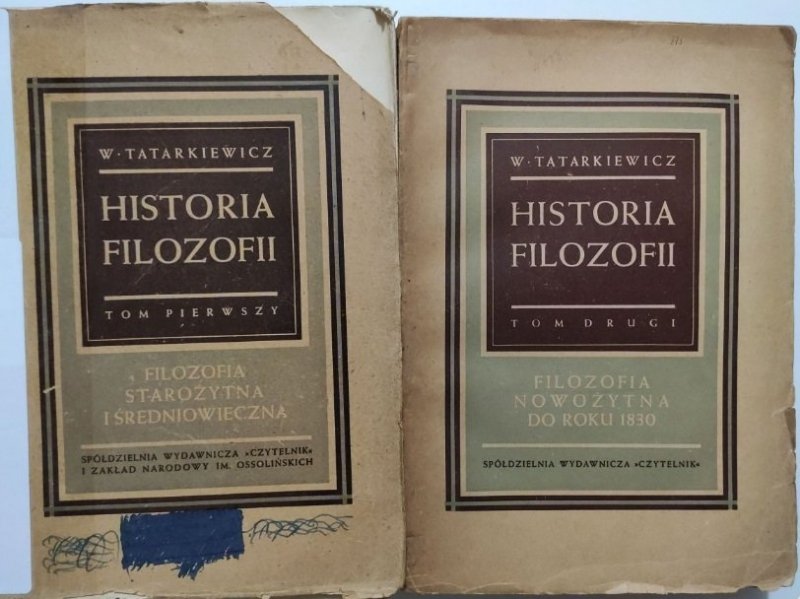 W · TATARKIEWICZ
HISTORIA
FILOZOFII
TOM PIERWSZY
FILOZOFIA
STAROŻYTNA
I ŚREDNIOWIECZNA
SPÓŁDZIELNIA WYDAWNICZA »CZYTELNIK«
I ZAKŁAD NARODOWY IM. OSSOLIŃSKICH
W · TATARKIEWICZ
HISTORIA
FILOZOFII
TOM DRUGI
FILOZOFIA
NOWOŻYTNA
DO ROKU 1830
SPÓŁDZIELNIA WYDAWNICZA »CZYTELNIK«